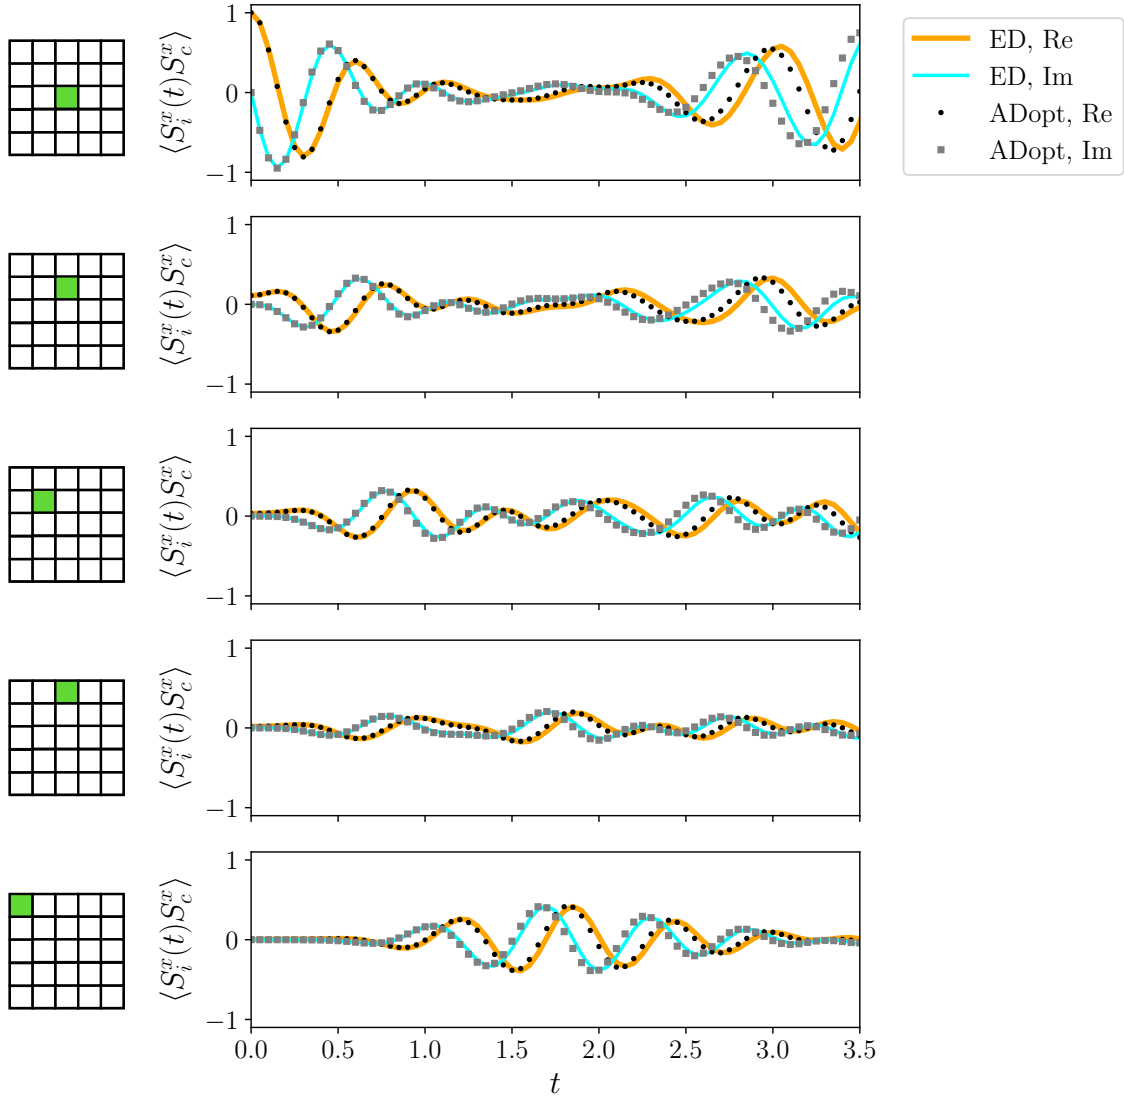 1
0
−1
⟨S_i^x(t)S_c^x⟩
ED, Re
ED, Im
ADopt, Re
ADopt, Im
1
0
−1
⟨S_i^x(t)S_c^x⟩
1
0
−1
⟨S_i^x(t)S_c^x⟩
1
0
−1
⟨S_i^x(t)S_c^x⟩
1
0
−1
⟨S_i^x(t)S_c^x⟩
0.0 0.5 1.0 1.5 2.0 2.5 3.0 3.5
t